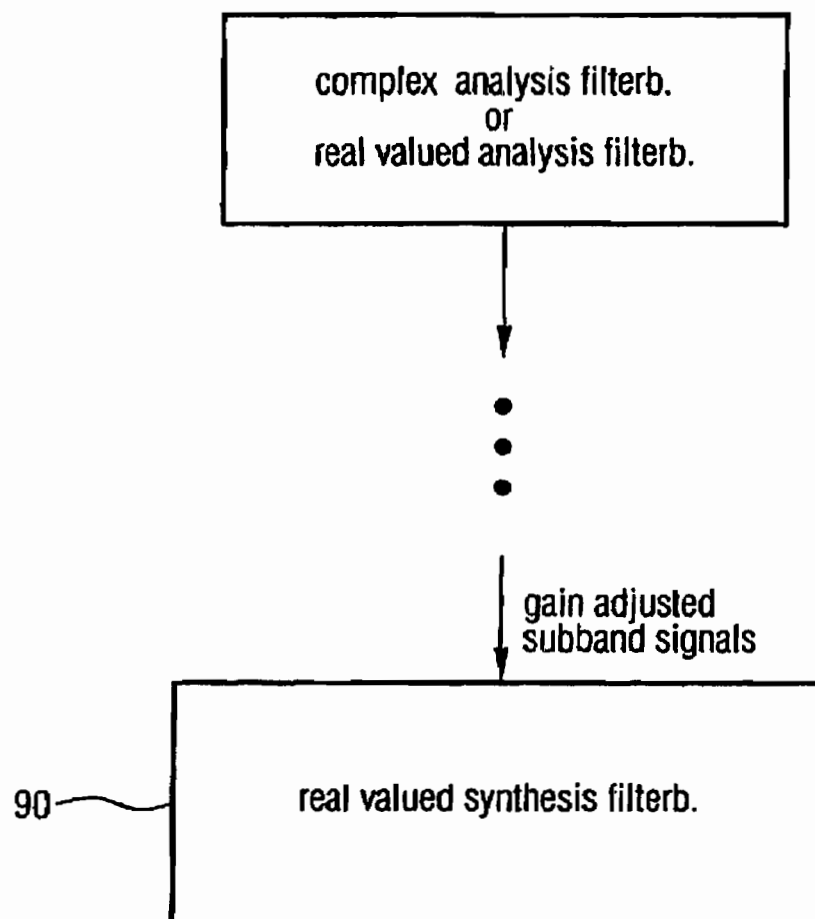 complex analysis filterb.
or
real valued analysis filterb.
gain adjusted
subband signals
90
real valued synthesis filterb.